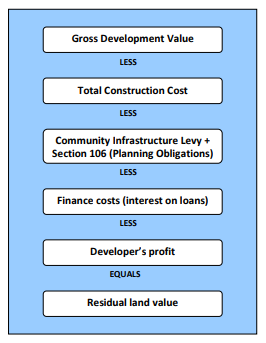 Gross Development Value
LESS
Total Construction Cost
LESS
Community Infrastructure Levy +
Section 106 (Planning Obligations)
LESS
Finance costs (interest on loans)
LESS
Developer's profit
EQUALS
Residual land value